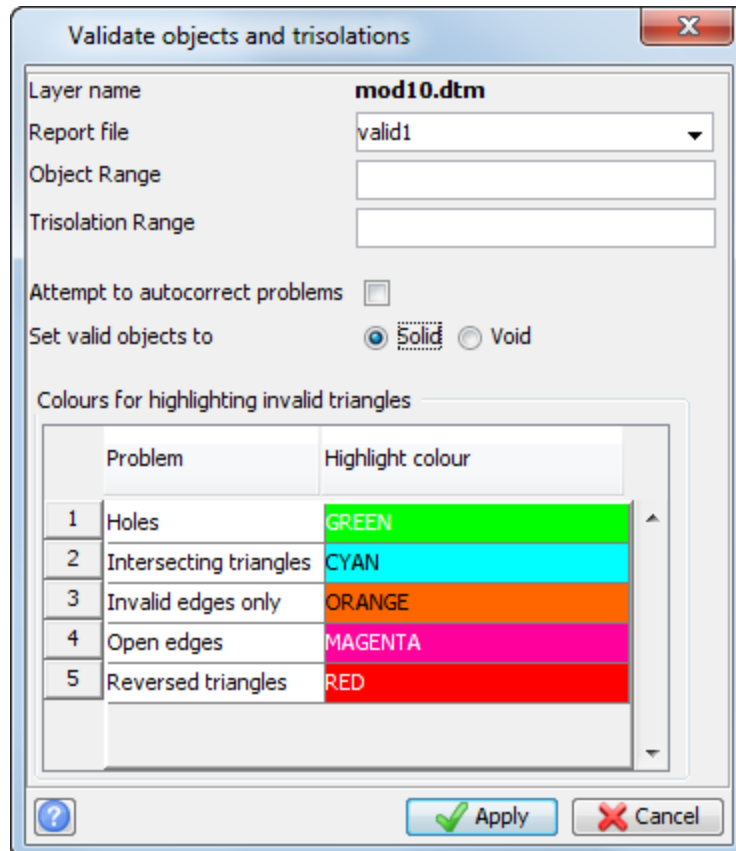 Validate objects and trisolations
Layer name mod10.dtm
Report file valid1
Object Range
Trisolation Range
Attempt to autocorrect problems
Set valid objects to Solid Void
Colours for highlighting invalid triangles
Problem Highlight colour
1 Holes GREEN
2 Intersecting triangles CYAN
3 Invalid edges only ORANGE
4 Open edges MAGENTA
5 Reversed triangles RED
? Apply Cancel